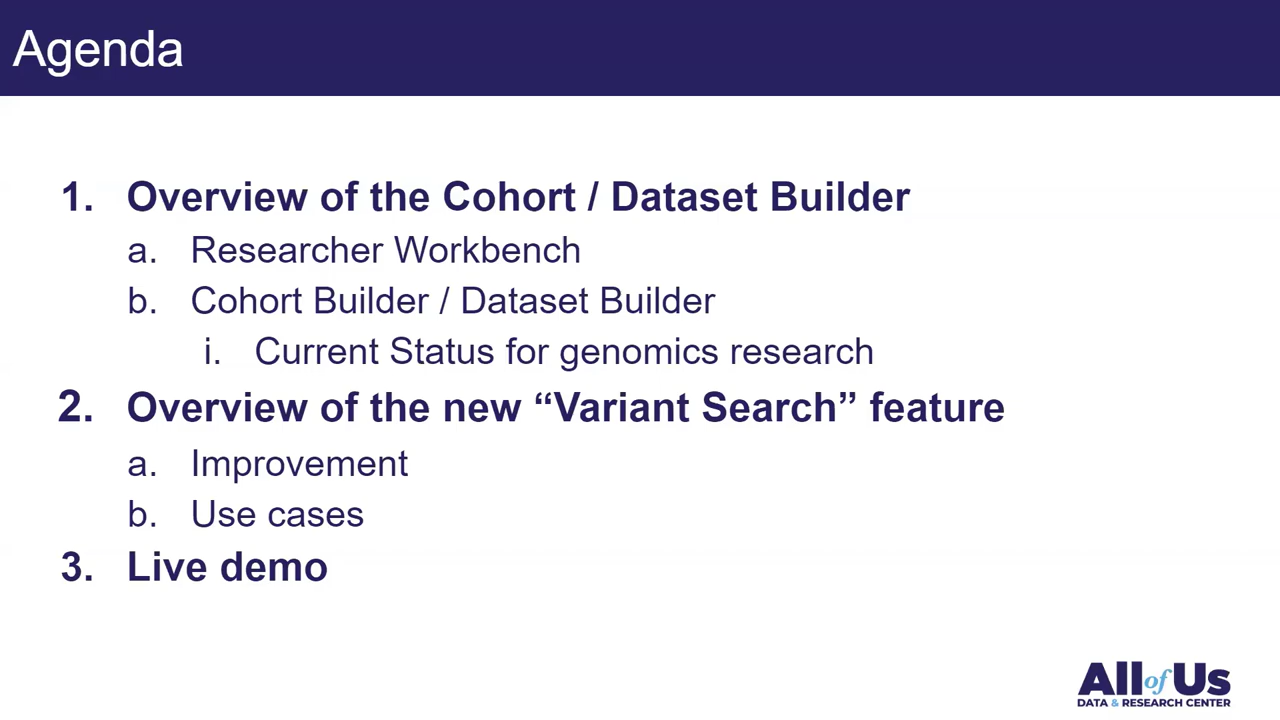 Agenda
1. Overview of the Cohort / Dataset Builder
a. Researcher Workbench
b. Cohort Builder / Dataset Builder
i. Current Status for genomics research
2. Overview of the new “Variant Search” feature
a. Improvement
b. Use cases
3. Live demo
All of Us
DATA & RESEARCH CENTER